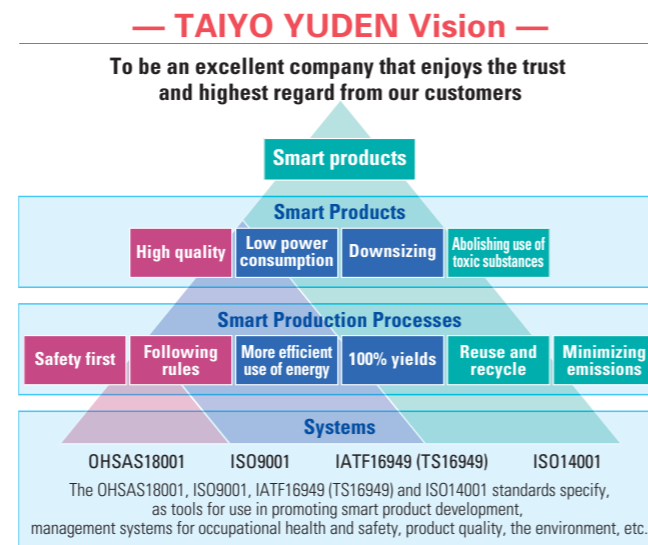 — TAIYO YUDEN Vision —
To be an excellent company that enjoys the trust
and highest regard from our customers
Smart products
Smart Products
High quality
Low power
consumption
Downsizing
Abolishing use of
toxic substances
Smart Production Processes
Safety first
Following
rules
More efficient
use of energy
100% yields
Reuse and
recycle
Minimizing
emissions
Systems
OHSAS18001 ISO9001 IATF16949 (TS16949) ISO14001
The OHSAS18001, ISO9001, IATF16949 (TS16949) and ISO14001 standards specify,
as tools for use in promoting smart product development,
management systems for occupational health and safety, product quality, the environment, etc.